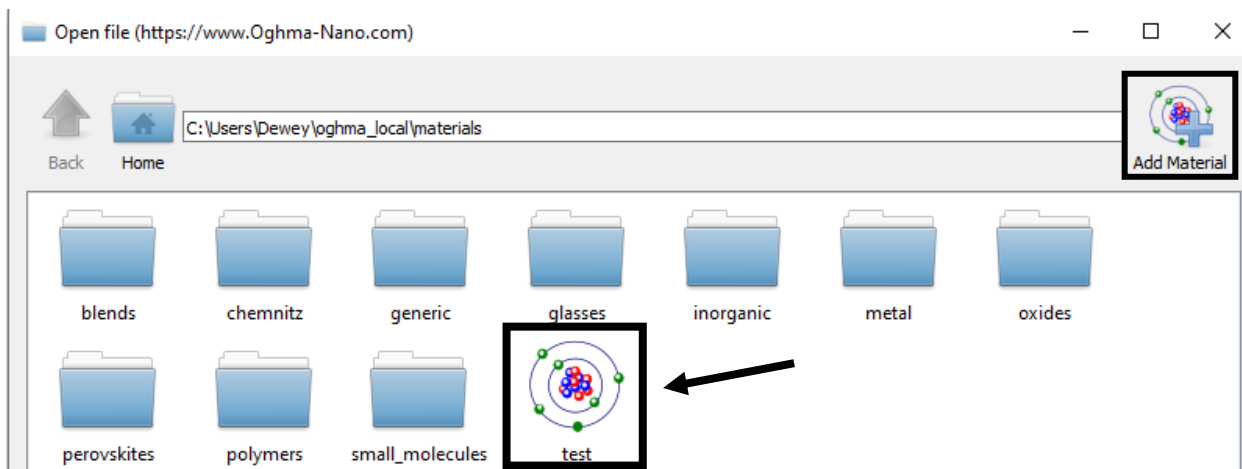 Open file (https://www.Oghma-Nano.com)
C:\Users\Dewey\oghma_local\materials
Back Home Add Material
blends chemnitz generic glasses inorganic metal oxides
perovskites polymers small_molecules test